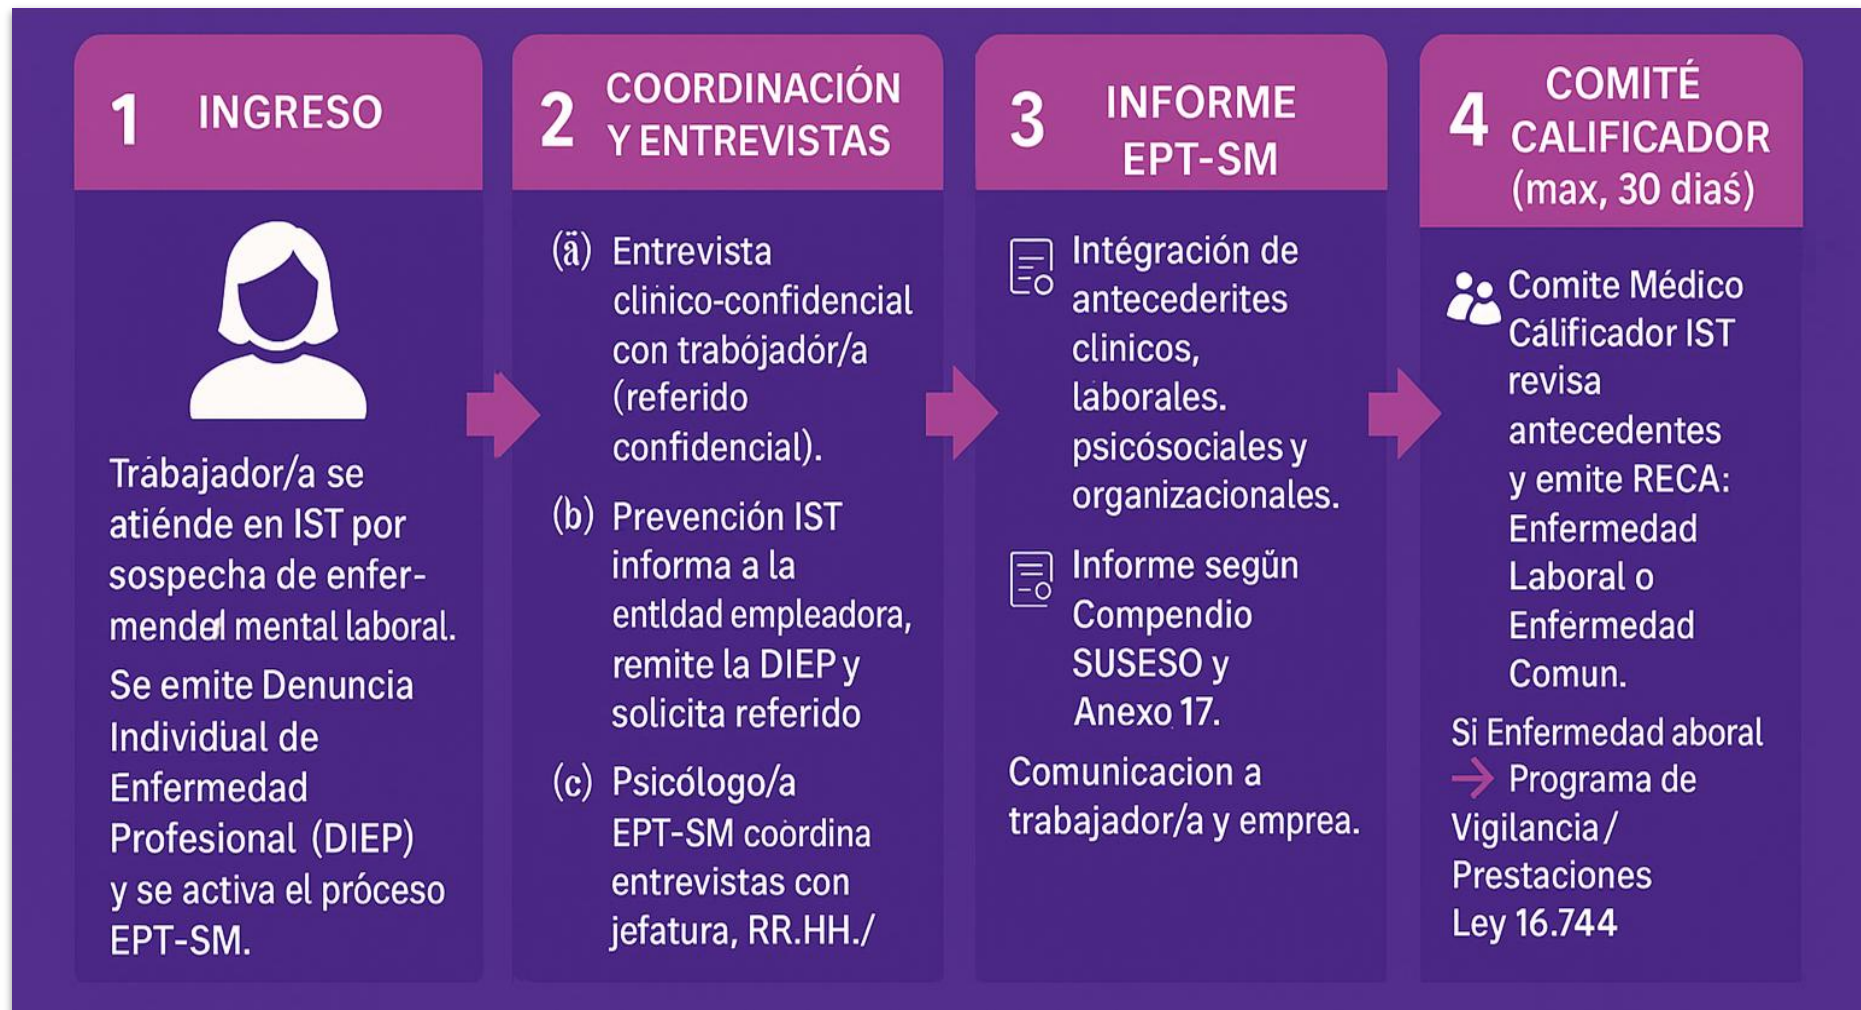 1 INGRESO
Trábajador/a se
atiénde en IST por
sospecha de enfer-
mendel mental laboral.
Se emite Denuncia
Individual de
Enfermedad
Profesional (DIEP)
y se activa el próceso
EPT-SM.
2 COORDINACIÓN
Y ENTREVISTAS
(ä) Entrevista
clinico-confidencial
con trabójadór/a
(referido
confidencial).
(b) Prevención IST
informa a la
entldad empleadora,
remite la DIEP y
solicita referido
(c) Psicólogo/a
EPT-SM coòrdina
entrevistas con
jefatura, RR.HH./
3 INFORME
EPT-SM
Intégración de
antecederites
clinicos,
laborales.
psicósociales y
organizacionales.
Informe segŭn
Compendio
SUSESO y
Anexo 17.
Comunicacion a
trabajador/a y emprea.
4 COMITÉ
CALIFICADOR
(max, 30 diaś)
Comite Médico
Cálificador IST
revisa
antecedentes
y emite RECA:
Enfermedad
Laboral o
Enfermedad
Comun.
Si Enfermedad aboral
→ Programa de
Vigilancia /
Prestaciones
Ley 16.744